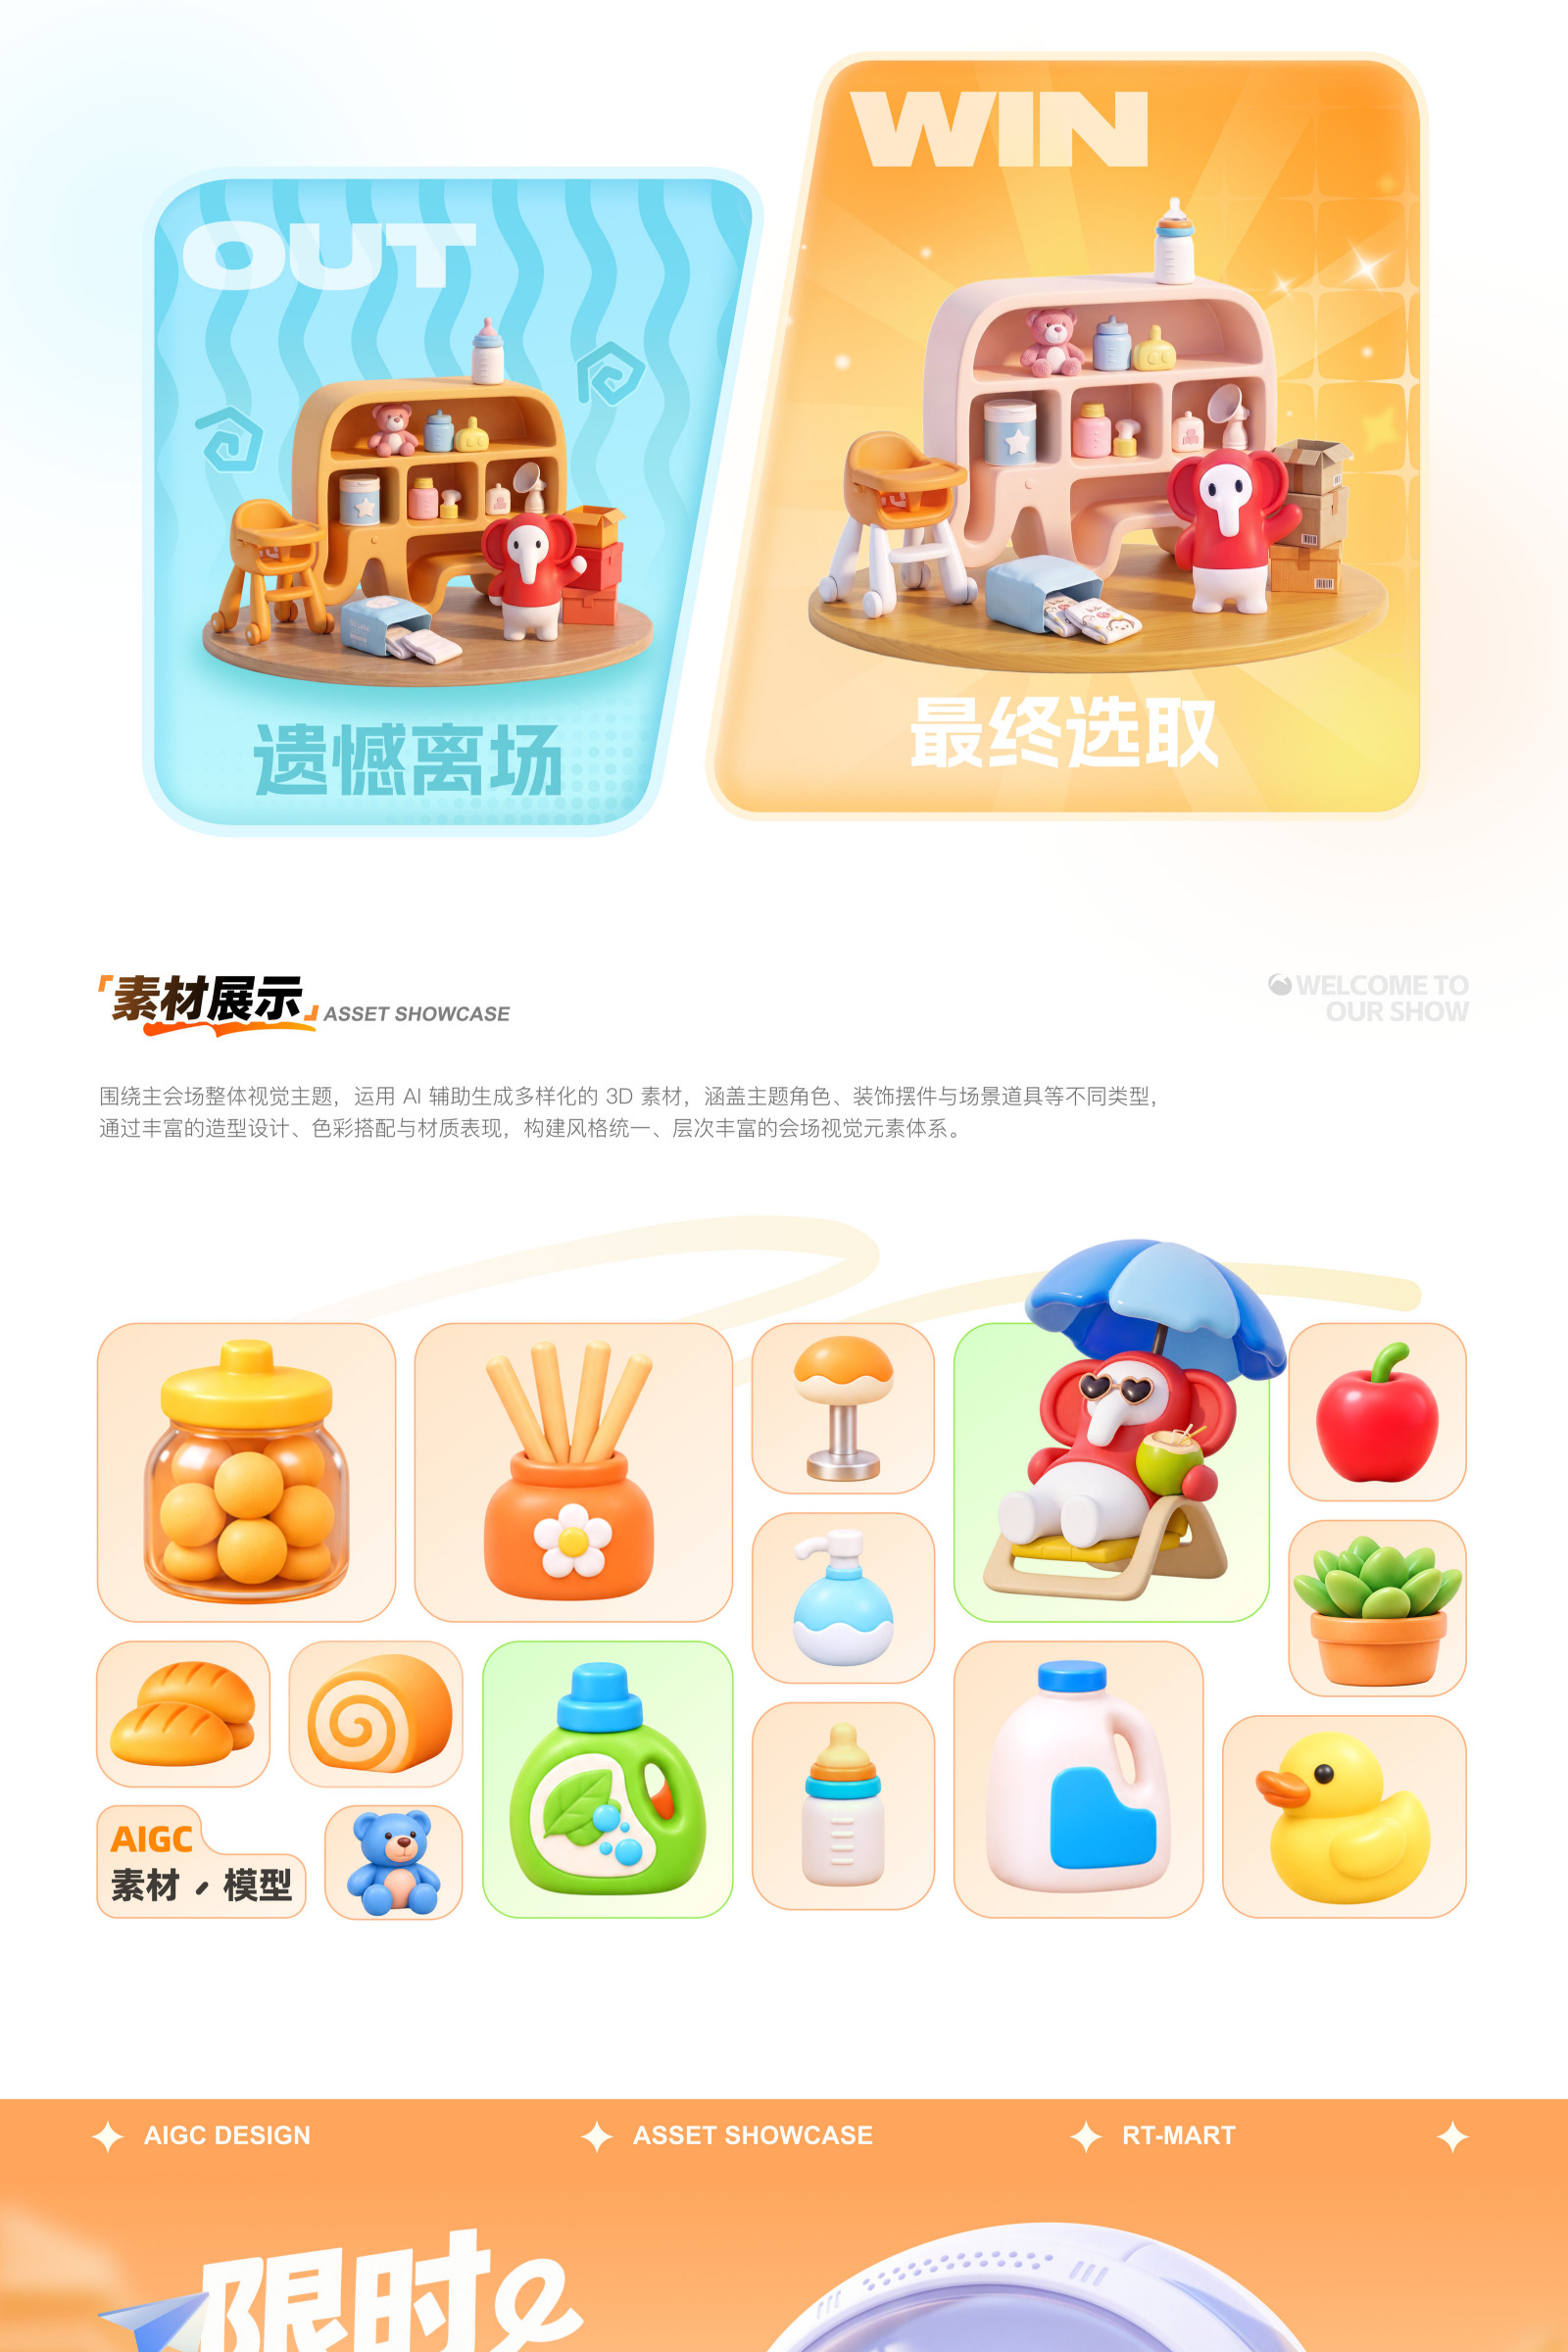 WIN
OUT
遗憾离场
最终选取
「素材展示」 ASSET SHOWCASE
WELCOME TO
OUR SHOW
围绕主会场整体视觉主题，运用 AI 辅助生成多样化的 3D 素材，涵盖主题角色、装饰摆件与场景道具等不同类型，
通过丰富的造型设计、色彩搭配与材质表现，构建风格统一、层次丰富的会场视觉元素体系。
AIGC
素材 / 模型
AIGC DESIGN
ASSET SHOWCASE
RT-MART
限时